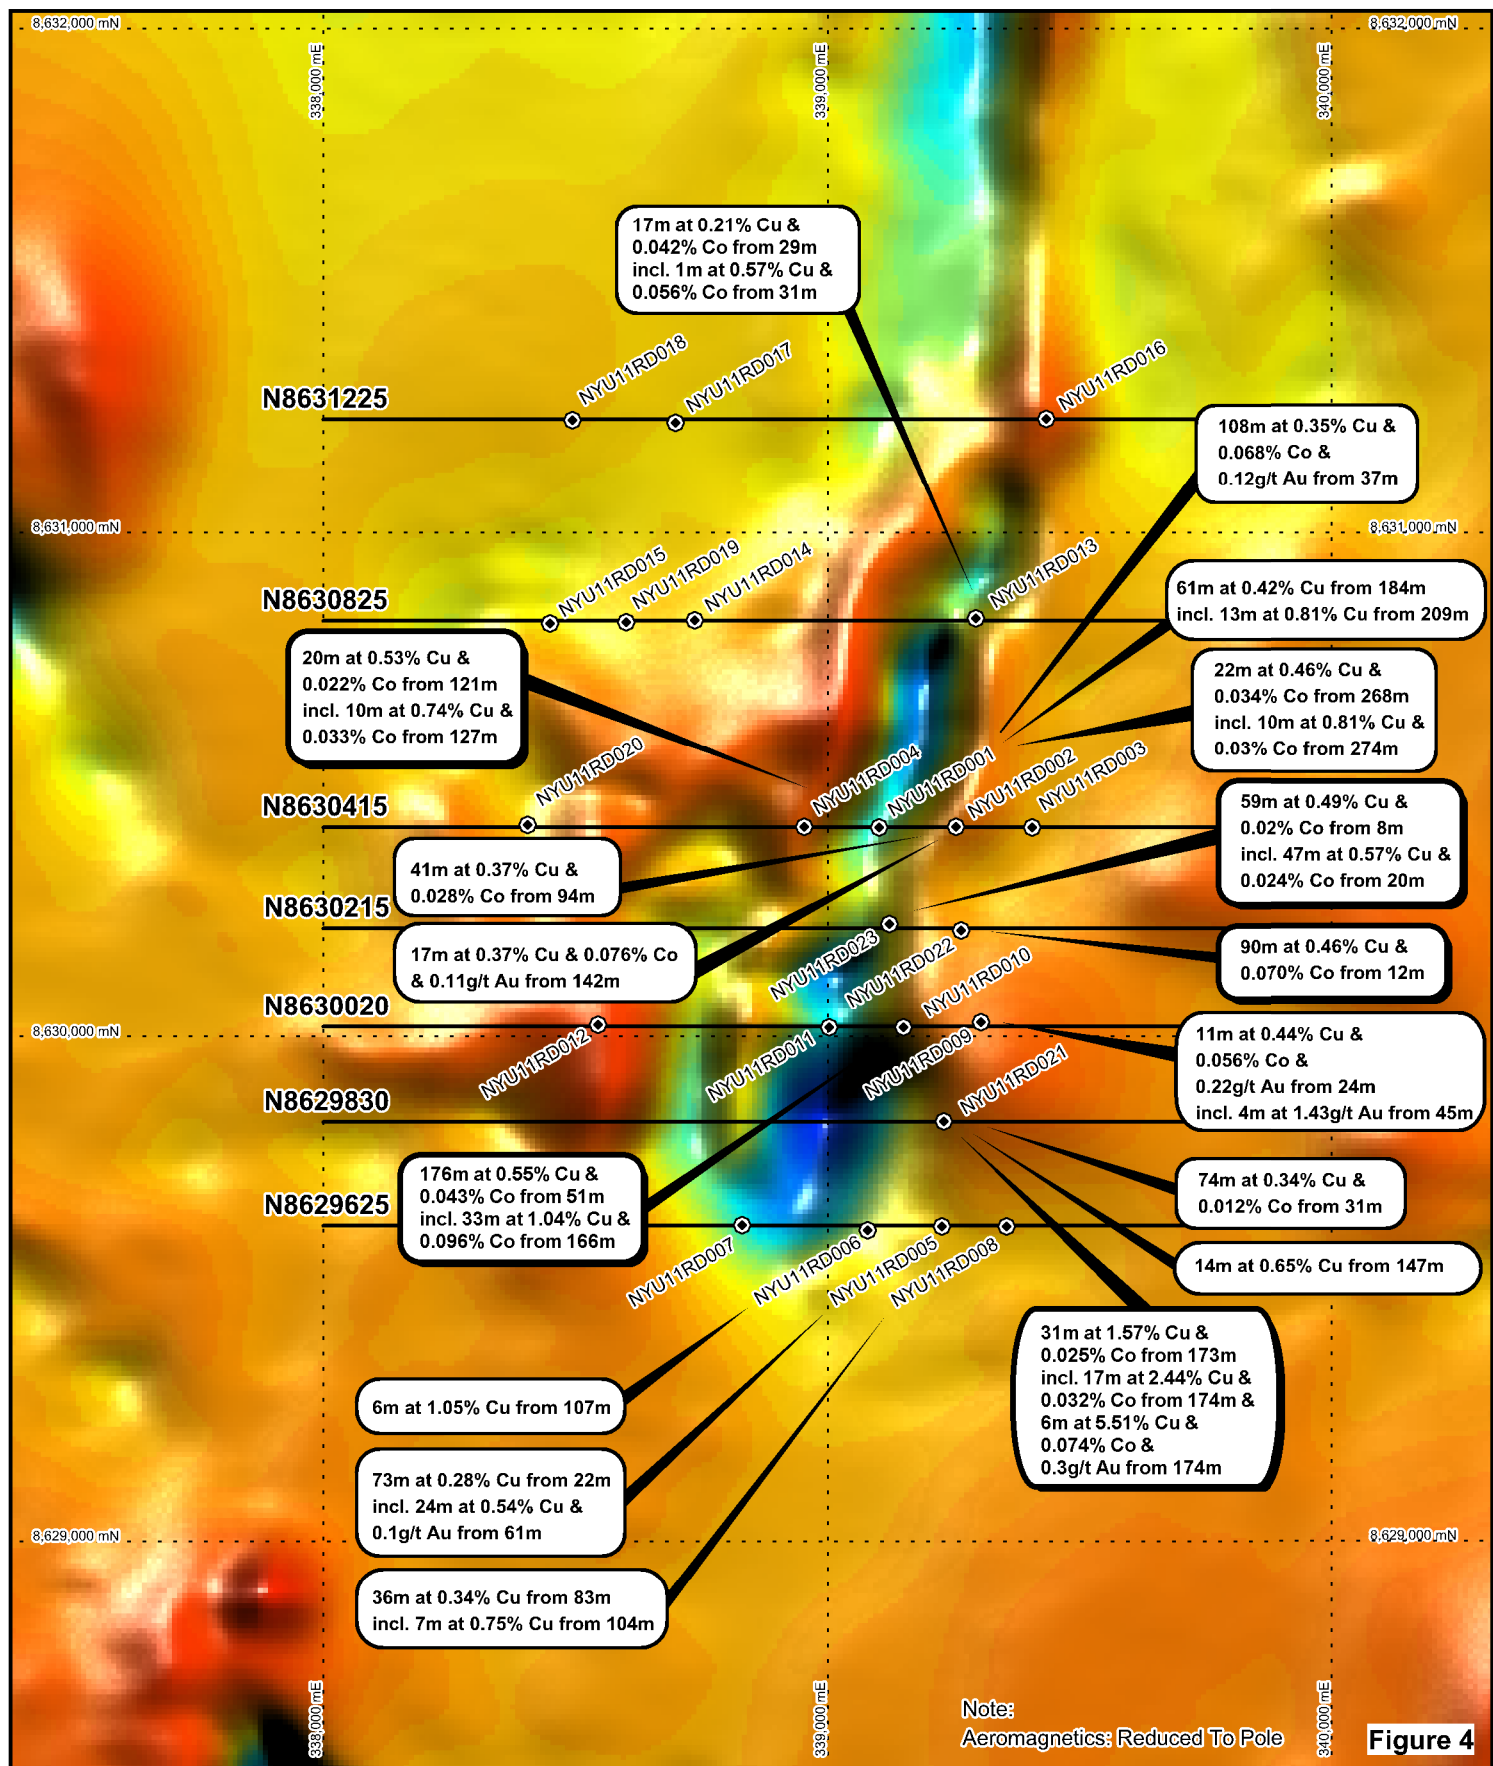 8,632,000 mN
8,632,000 mN
338,000 mE
339,000 mE
340,000 mE
17m at 0.21% Cu &
0.042% Co from 29m
incl. 1m at 0.57% Cu &
0.056% Co from 31m
NYU11RD018
NYU11RD017
NYU11RD016
N8631225
108m at 0.35% Cu &
0.068% Co &
0.12g/t Au from 37m
8,631,000 mN
8,631,000 mN
NYU11RD015
NYU11RD019
NYU11RD014
NYU11RD013
N8630825
61m at 0.42% Cu from 184m
incl. 13m at 0.81% Cu from 209m
20m at 0.53% Cu &
0.022% Co from 121m
incl. 10m at 0.74% Cu &
0.033% Co from 127m
22m at 0.46% Cu &
0.034% Co from 268m
incl. 10m at 0.81% Cu &
0.03% Co from 274m
NYU11RD020
NYU11RD004
NYU11RD001
NYU11RD002
NYU11RD003
N8630415
59m at 0.49% Cu &
0.02% Co from 8m
incl. 47m at 0.57% Cu &
0.024% Co from 20m
41m at 0.37% Cu &
0.028% Co from 94m
N8630215
17m at 0.37% Cu & 0.076% Co
& 0.11g/t Au from 142m
NYU11RD023
NYU11RD022
NYU11RD010
90m at 0.46% Cu &
0.070% Co from 12m
N8630020
8,630,000 mN
NYU11RD012
NYU11RD011
NYU11RD009
NYU11RD021
11m at 0.44% Cu &
0.056% Co &
0.22g/t Au from 24m
incl. 4m at 1.43g/t Au from 45m
N8629830
176m at 0.55% Cu &
0.043% Co from 51m
incl. 33m at 1.04% Cu &
0.096% Co from 166m
74m at 0.34% Cu &
0.012% Co from 31m
N8629625
NYU11RD007
NYU11RD006
NYU11RD005
NYU11RD008
14m at 0.65% Cu from 147m
31m at 1.57% Cu &
0.025% Co from 173m
incl. 17m at 2.44% Cu &
0.032% Co from 174m &
6m at 5.51% Cu &
0.074% Co &
0.3g/t Au from 174m
6m at 1.05% Cu from 107m
73m at 0.28% Cu from 22m
incl. 24m at 0.54% Cu &
0.1g/t Au from 61m
8,629,000 mN
8,629,000 mN
36m at 0.34% Cu from 83m
incl. 7m at 0.75% Cu from 104m
338,000 mE
339,000 mE
340,000 mE
Note:
Aeromagnetics: Reduced To Pole
Figure 4